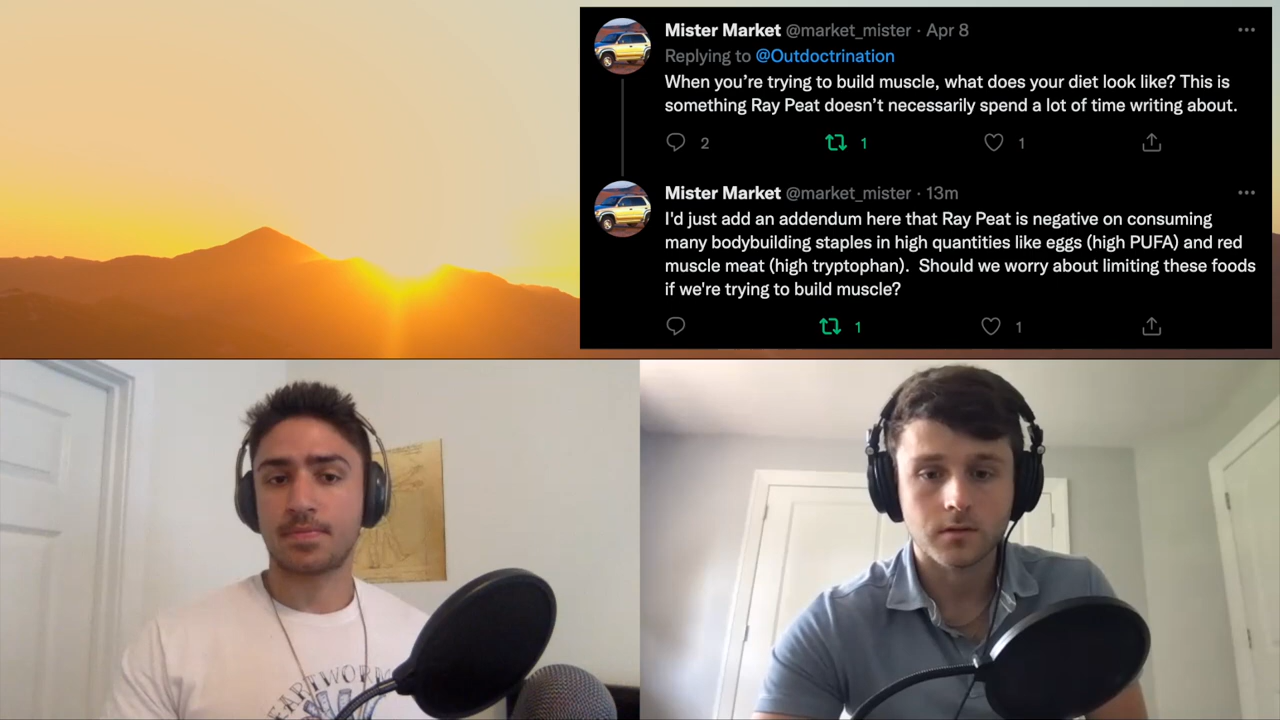 Mister Market @market_mister · Apr 8
Replying to @Outdoctrination
When you’re trying to build muscle, what does your diet look like? This is
something Ray Peat doesn’t necessarily spend a lot of time writing about.
2 1 1
Mister Market @market_mister · 13m
I'd just add an addendum here that Ray Peat is negative on consuming
many bodybuilding staples in high quantities like eggs (high PUFA) and red
muscle meat (high tryptophan). Should we worry about limiting these foods
if we're trying to build muscle?
1 1